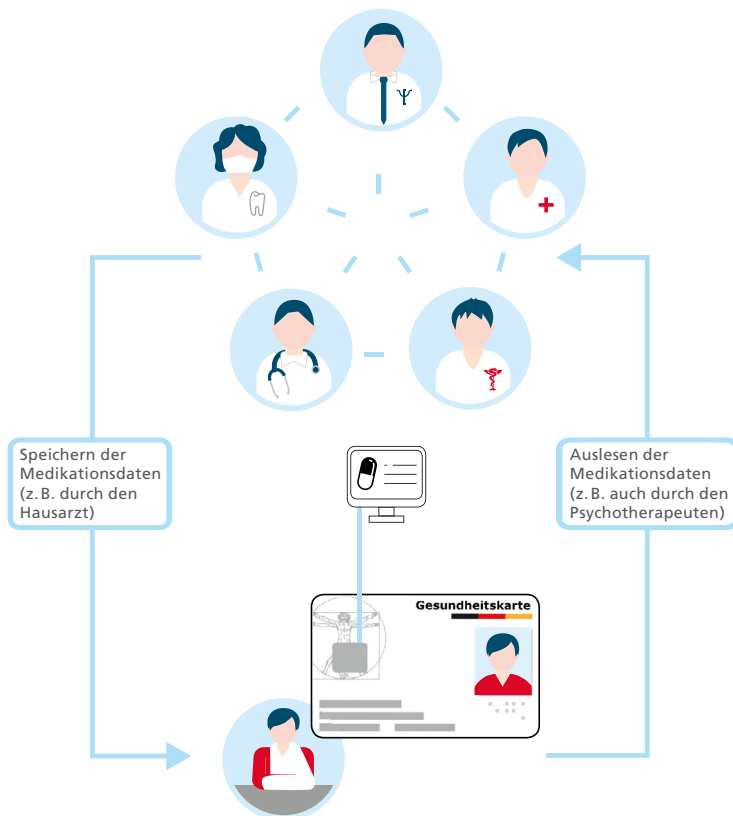 Speichern der
Medikationsdaten
(z. B. durch den
Hausarzt)
Auslesen der
Medikationsdaten
(z. B. auch durch den
Psychotherapeuten)
Gesundheitskarte